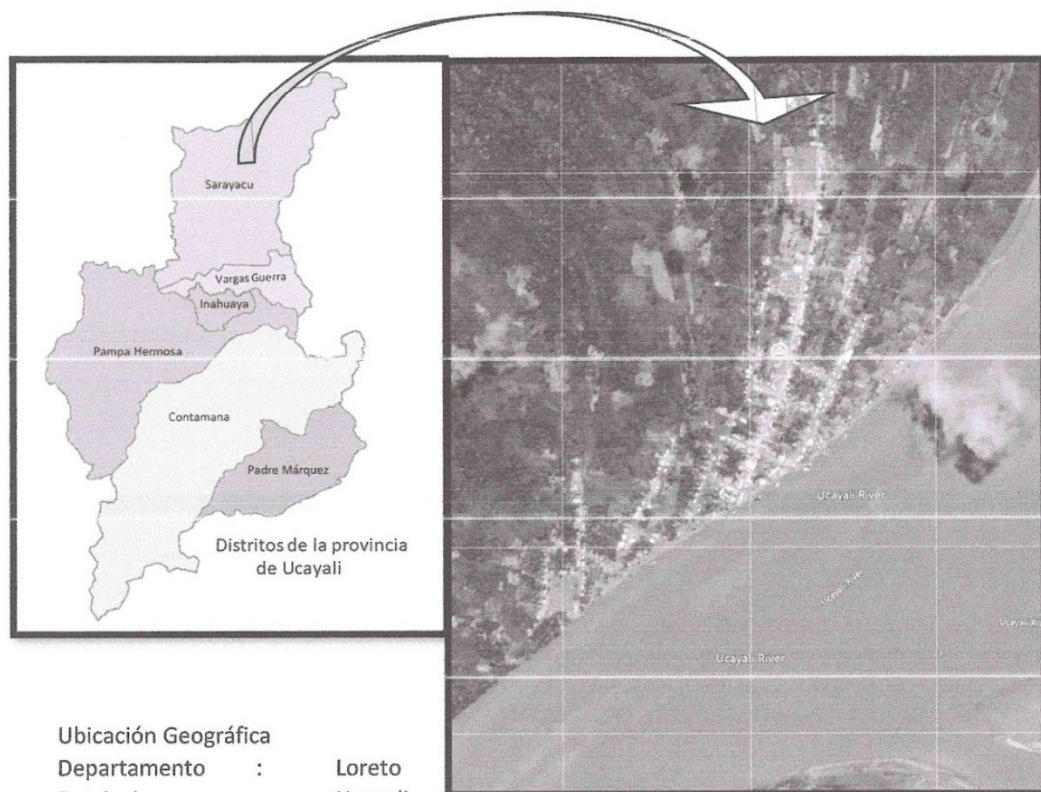 Sarayacu
Vargas Guerra
Inahuaya
Pampa Hermosa
Contamana
Padre Márquez
Distritos de la provincia
de Ucayali
Ucayali River
Ucayali River
Ucayali River
Ucayali
Ubicación Geográfica
Departamento : Loreto